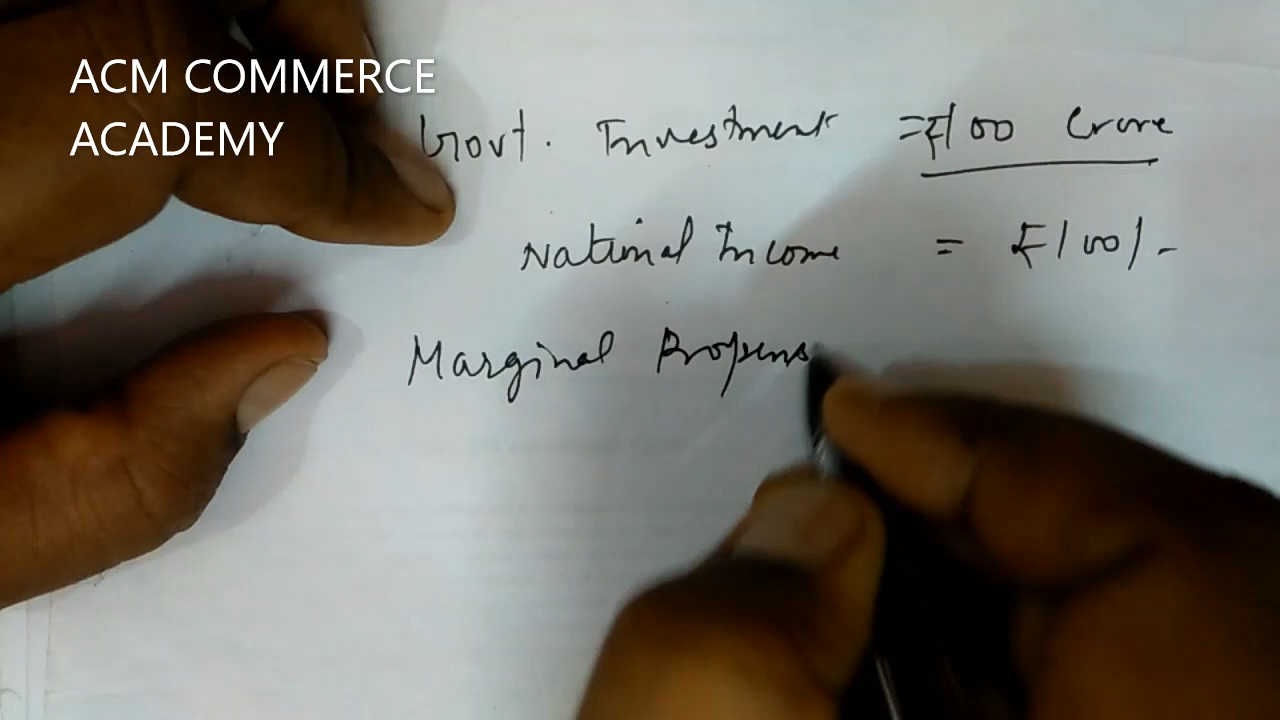 ACM COMMERCE
ACADEMY
Govt. Investment = ₹100 Crore
National Income = ₹100/-
Marginal Propens